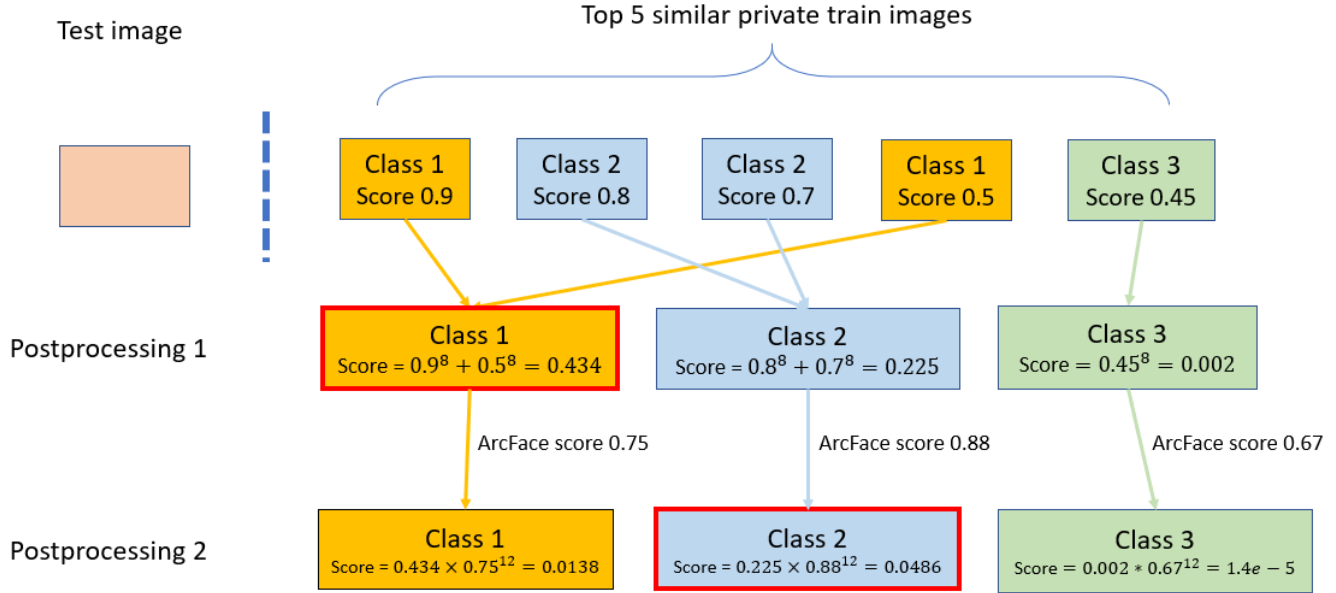 Test image
Top 5 similar private train images
Class 1
Score 0.9
Class 2
Score 0.8
Class 2
Score 0.7
Class 1
Score 0.5
Class 3
Score 0.45
Postprocessing 1
Class 1
Score = 0.9⁸ + 0.5⁸ = 0.434
Class 2
Score = 0.8⁸ + 0.7⁸ = 0.225
Class 3
Score = 0.45⁸ = 0.002
ArcFace score 0.75
ArcFace score 0.88
ArcFace score 0.67
Postprocessing 2
Class 1
Score = 0.434 × 0.75¹² = 0.0138
Class 2
Score = 0.225 × 0.88¹² = 0.0486
Class 3
Score = 0.002 * 0.67¹² = 1.4e − 5